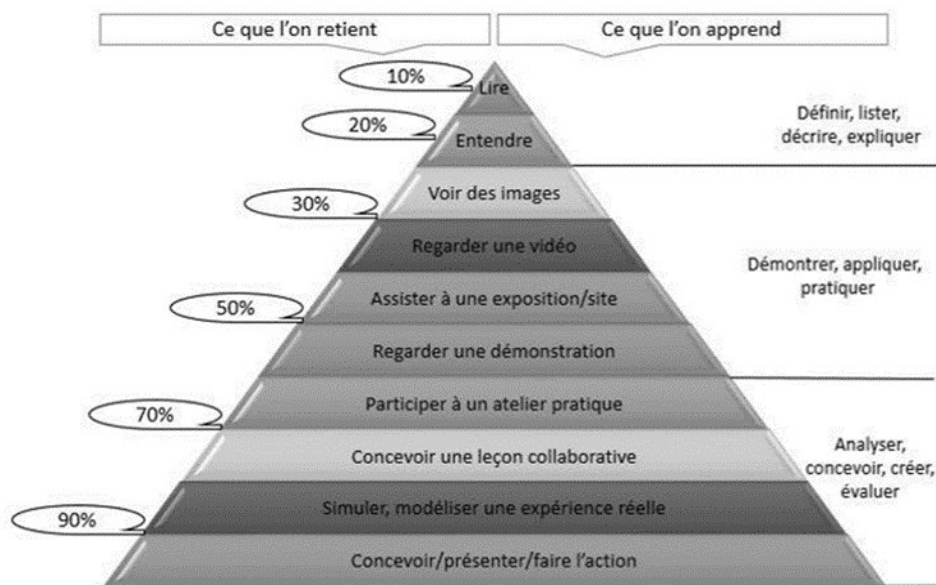 Ce que l'on retient
Ce que l'on apprend
10%
Lire
20%
Entendre
Définir, lister,
décrire, expliquer
Voir des images
30%
Regarder une vidéo
Démontrer, appliquer,
pratiquer
Assister à une exposition/site
50%
Regarder une démonstration
Participer à un atelier pratique
70%
Concevoir une leçon collaborative
Analyser,
concevoir, créer,
évaluer
Simuler, modéliser une expérience réelle
90%
Concevoir/présenter/faire l'action